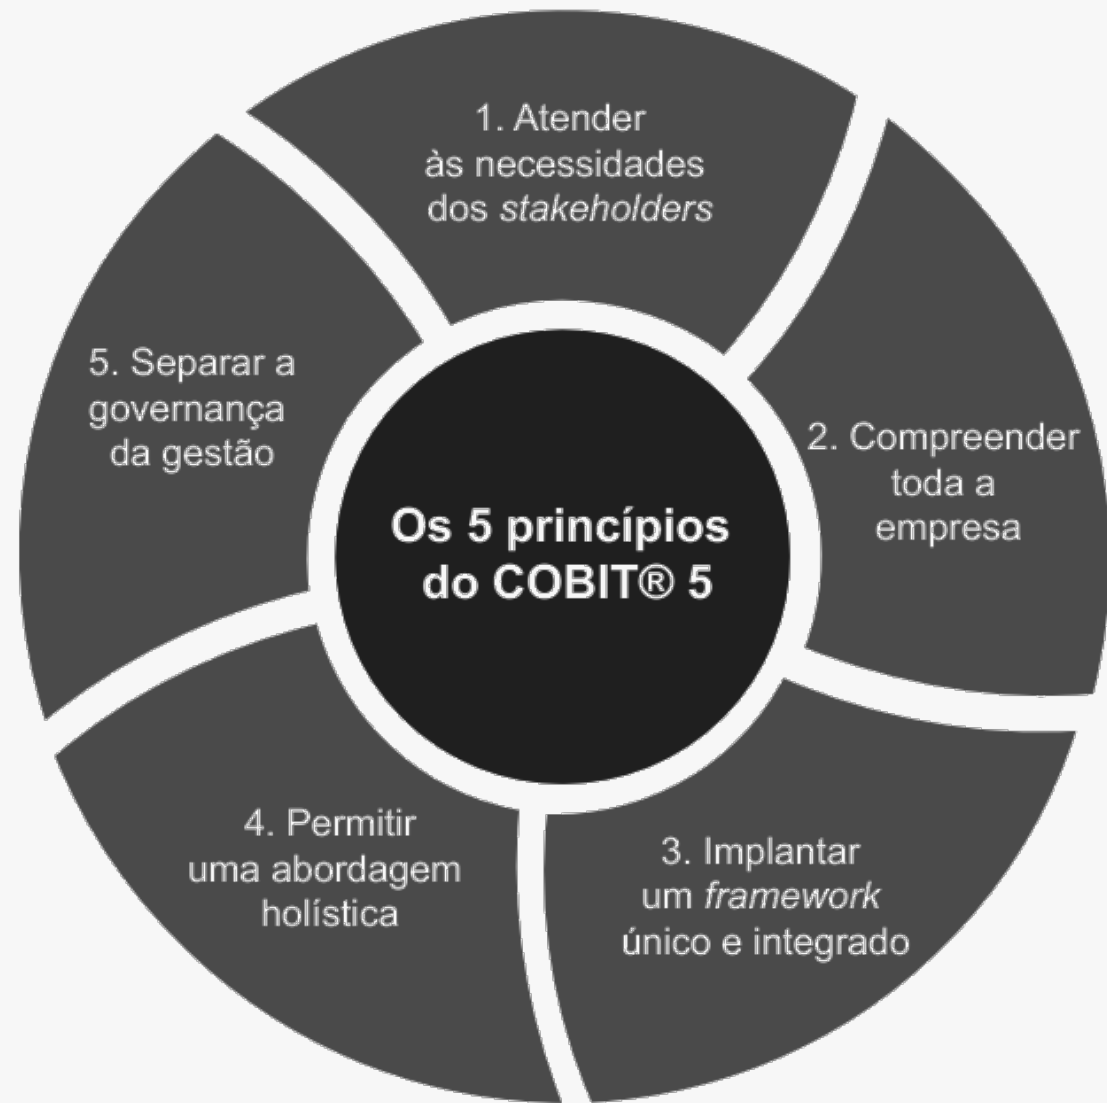 1. Atender
às necessidades
dos stakeholders
2. Compreender
toda a
empresa
3. Implantar
um framework
único e integrado
4. Permitir
uma abordagem
holística
5. Separar a
governança
da gestão
Os 5 princípios
do COBIT® 5